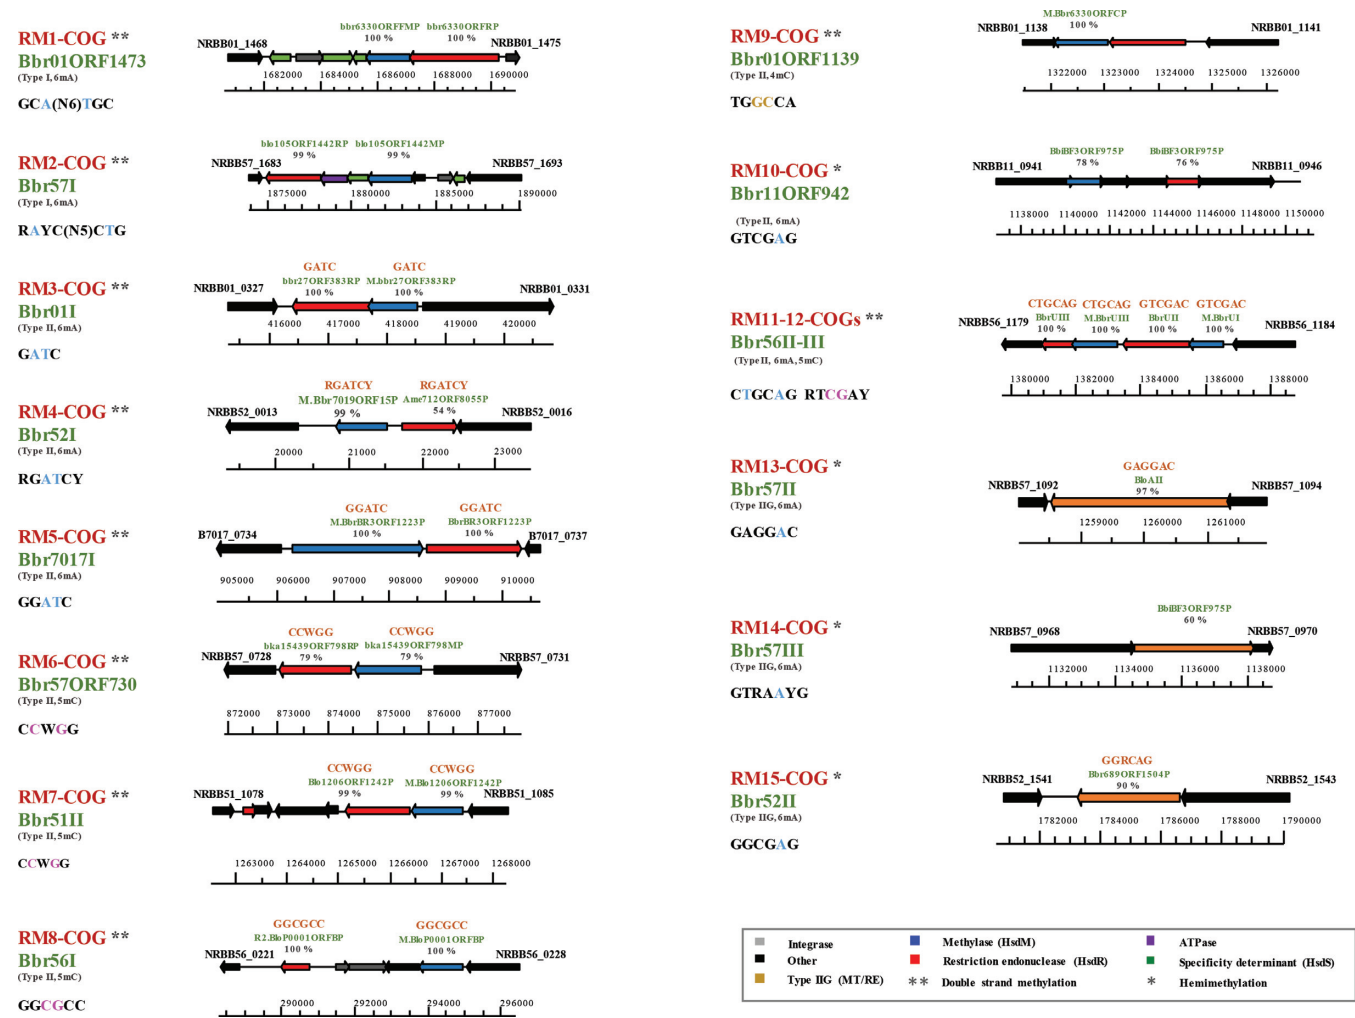 RM1-COG **
Bbr01ORF1473
(Type I, 6mA)
GCA(N6)TGC
bbr6330ORFFMP bbr6330ORFRP
100 % 100 %
NRBB01_1468 NRBB01_1475
1682000 1684000 1686000 1688000 1690000
RM2-COG **
Bbr57I
(Type I, 6mA)
RAYC(N5)CTG
blo105ORF1442RP blo105ORF1442MP
99 % 99 %
NRBB57_1683 NRBB57_1693
1875000 1880000 1885000 1890000
RM3-COG **
Bbr01I
(Type II, 6mA)
GATC
GATC GATC
bbr27ORF383RP M.bbr27ORF383RP
100 % 100 %
NRBB01_0327 NRBB01_0331
416000 417000 418000 419000 420000
RM4-COG **
Bbr52I
(Type II, 6mA)
RGATCY
RGATCY RGATCY
M.Bbr7019ORF15P Ame712ORF8055P
99 % 54 %
NRBB52_0013 NRBB52_0016
20000 21000 22000 23000
RM5-COG **
Bbr7017I
(Type II, 6mA)
GGATC
GGATC GGATC
M.BbrBR3ORF1223P BbrBR3ORF1223P
100 % 100 %
B7017_0734 B7017_0737
905000 906000 907000 908000 909000 910000
RM6-COG **
Bbr57ORF730
(Type II, 5mC)
CCWGG
CCWGG CCWGG
bka15439ORF798RP bka15439ORF798MP
79 % 79 %
NRBB57_0728 NRBB57_0731
872000 873000 874000 875000 876000 877000
RM7-COG **
Bbr51II
(Type II, 5mC)
CCWGG
CCWGG CCWGG
Blo1206ORF1242P M.Blo1206ORF1242P
99 % 99 %
NRBB51_1078 NRBB51_1085
1263000 1264000 1265000 1266000 1267000 1268000
RM8-COG **
Bbr56I
(Type II, 5mC)
GGCGCC
GGCGCC GGCGCC
R2.BloP0001ORFBP M.BloP0001ORFBP
100 % 100 %
NRBB56_0221 NRBB56_0228
290000 292000 294000 296000
RM9-COG **
Bbr01ORF1139
(Type II, 4mC)
TGGCCA
M.Bbr6330ORFCP
100 %
NRBB01_1138 NRBB01_1141
1322000 1323000 1324000 1325000 1326000
RM10-COG *
Bbr11ORF942
(Type II, 6mA)
GTCGAG
BbiBF3ORF975P BbiBF3ORF975P
78 % 76 %
NRBB11_0941 NRBB11_0946
1138000 1140000 1142000 1144000 1146000 1148000 1150000
RM11-12-COGs **
Bbr56II-III
(Type II, 6mA, 5mC)
CTGCAG RTCGAY
CTGCAG CTGCAG GTCGAC GTCGAC
BbrUIII M.BbrUIII BbrUII M.BbrUI
100 % 100 % 100 % 100 %
NRBB56_1179 NRBB56_1184
1380000 1382000 1384000 1386000 1388000
RM13-COG *
Bbr57II
(Type IIG, 6mA)
GAGGAC
GAGGAC
BloAII
97 %
NRBB57_1092 NRBB57_1094
1259000 1260000 1261000
RM14-COG *
Bbr57III
(Type IIG, 6mA)
GTRAAYG
BbiBF3ORF975P
60 %
NRBB57_0968 NRBB57_0970
1132000 1134000 1136000 1138000
RM15-COG *
Bbr52II
(Type IIG, 6mA)
GGCGAG
GGRCAG
Bbr689ORF1504P
90 %
NRBB52_1541 NRBB52_1543
1782000 1784000 1786000 1788000 1790000
Integrase Methylase (HsdM) ATPase
Other Restriction endonuclease (HsdR) Specificity determinant (HsdS)
Type IIG (MT/RE) ** Double strand methylation * Hemimethylation